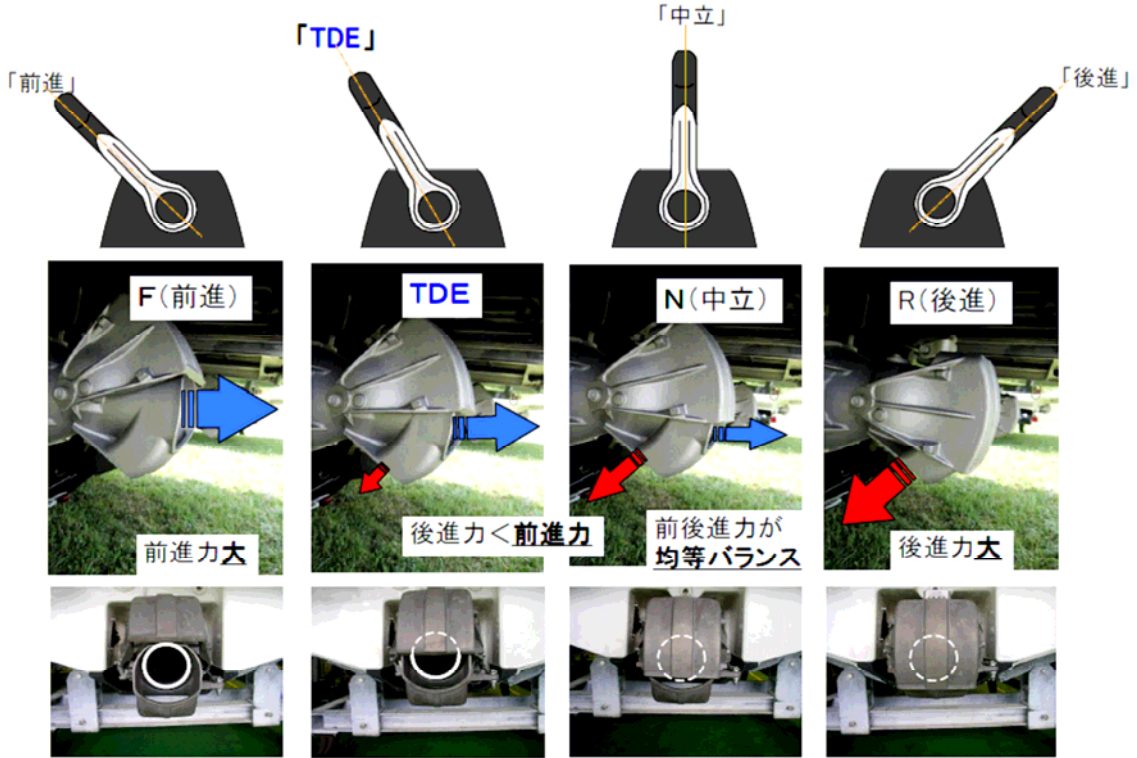 「前進」
「TDE」
「中立」
「後進」
F(前進)
TDE
N(中立)
R(後進)
前進力大
後進力<前進力
前後進力が
均等バランス
後進力大